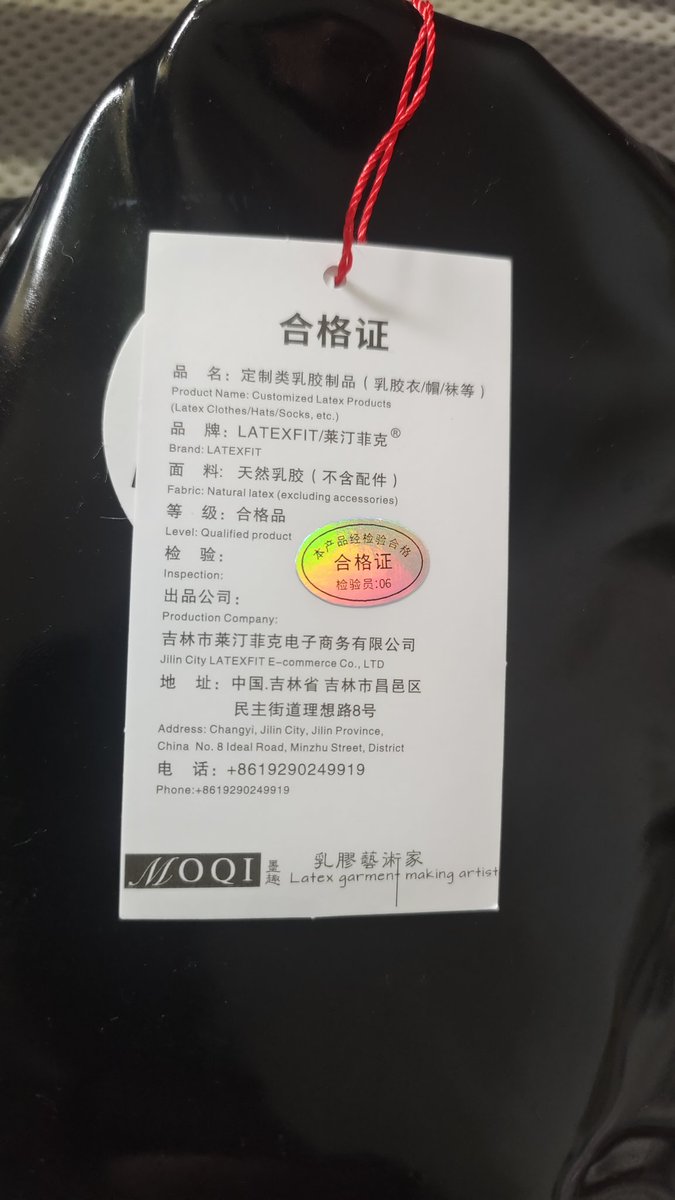 合格证
品 名：定制类乳胶制品（乳胶衣/帽/袜等）
Product Name: Customized Latex Products
(Latex Clothes/Hats/Socks, etc.)
品 牌：LATEXFIT/莱汀菲克®
Brand: LATEXFIT
面 料: 天然乳胶（不含配件）
Fabric: Natural latex (excluding accessories)
等 级：合格品
Level: Qualified product
检 验：
Inspection:
本产品经检验合格
合格证
检验员:06
出品公司：
Production Company:
吉林市莱汀菲克电子商务有限公司
Jilin City LATEXFIT E-commerce Co., LTD
地 址：中国.吉林省 吉林市昌邑区
民主街道理想路8号
Address: Changyi, Jilin City, Jilin Province,
China No. 8 Ideal Road, Minzhu Street, District
电 话：+8619290249919
Phone:+8619290249919
MOQI 墨趣 乳膠藝術家
Latex garment making artist